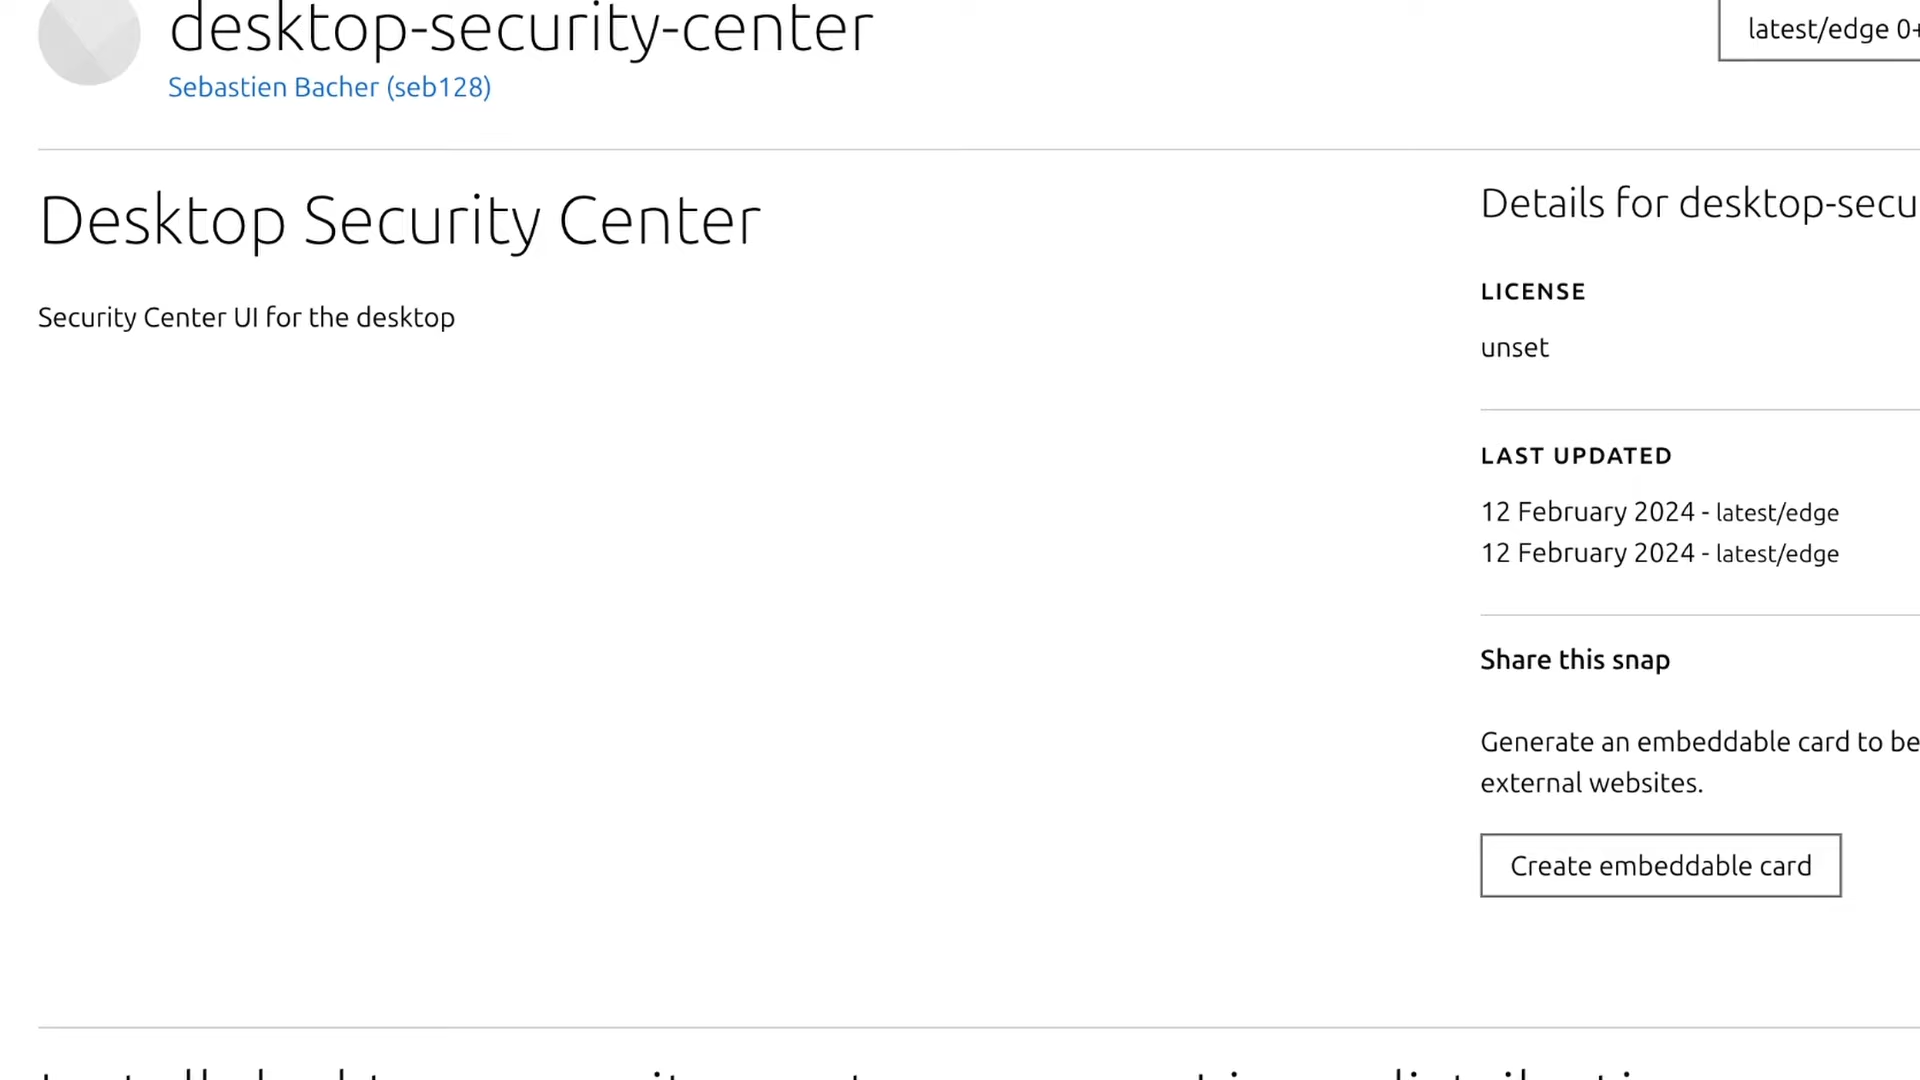 desktop-security-center
latest/edge 0+
Sebastien Bacher (seb128)
Desktop Security Center
Security Center UI for the desktop
Details for desktop-secu
LICENSE
unset
LAST UPDATED
12 February 2024 - latest/edge
12 February 2024 - latest/edge
Share this snap
Generate an embeddable card to be
external websites.
Create embeddable card